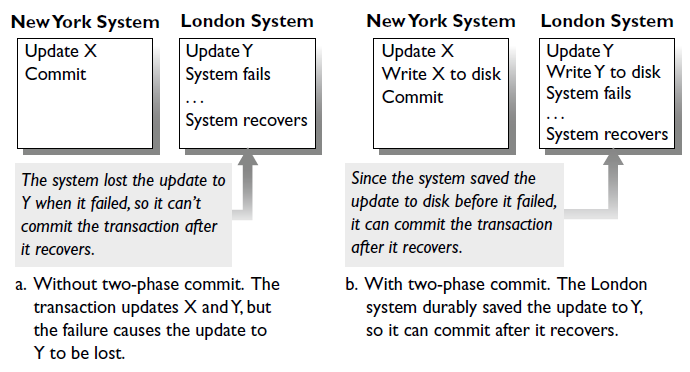 New York System
London System
Update X
Commit
Update Y
System fails
...
System recovers
The system lost the update to
Y when it failed, so it can't
commit the transaction after
it recovers.
a. Without two-phase commit. The
transaction updates X and Y, but
the failure causes the update to
Y to be lost.
New York System
London System
Update X
Write X to disk
Commit
Update Y
Write Y to disk
System fails
...
System recovers
Since the system saved the
update to disk before it failed,
it can commit the transaction
after it recovers.
b. With two-phase commit. The London
system durably saved the update to Y,
so it can commit after it recovers.